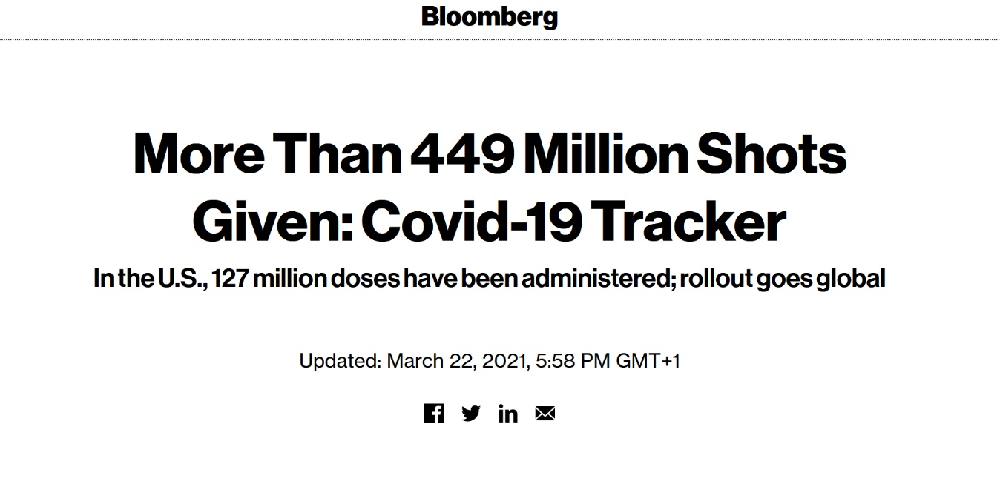 Bloomberg
More Than 449 Million Shots
Given: Covid-19 Tracker
In the U.S., 127 million doses have been administered; rollout goes global
Updated: March 22, 2021, 5:58 PM GMT+1